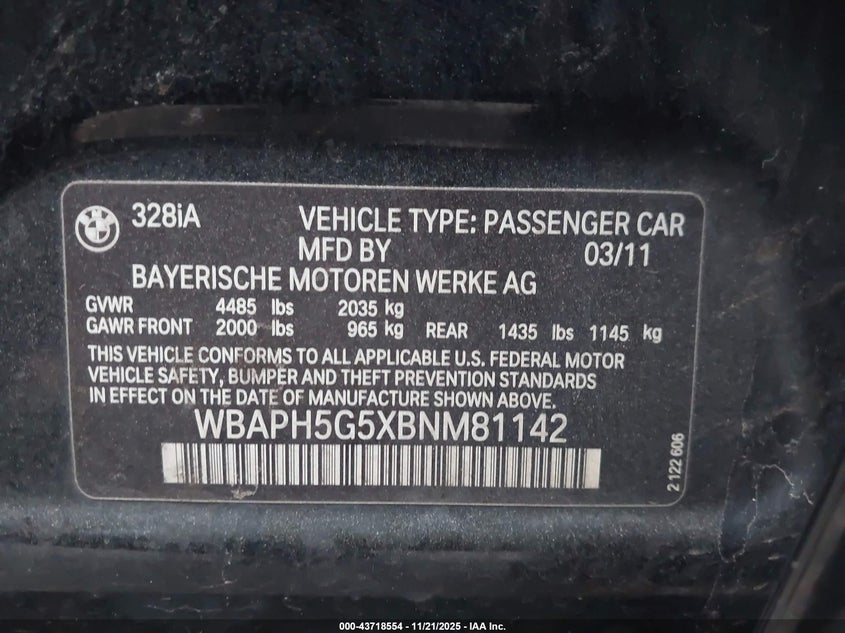 328iA VEHICLE TYPE: PASSENGER CAR
MFD BY 03/11
BAYERISCHE MOTOREN WERKE AG
GVWR 4485 lbs 2035 kg
GAWR FRONT 2000 lbs 965 kg REAR 1435 lbs 1145 kg
THIS VEHICLE CONFORMS TO ALL APPLICABLE U.S. FEDERAL MOTOR
VEHICLE SAFETY, BUMPER AND THEFT PREVENTION STANDARDS
IN EFFECT ON THE DATE OF MANUFACTURE SHOWN ABOVE.
WBAPH5G5XBNM81142
2 122 606
000-43718554 - 11/21/2025 - IAA Inc.